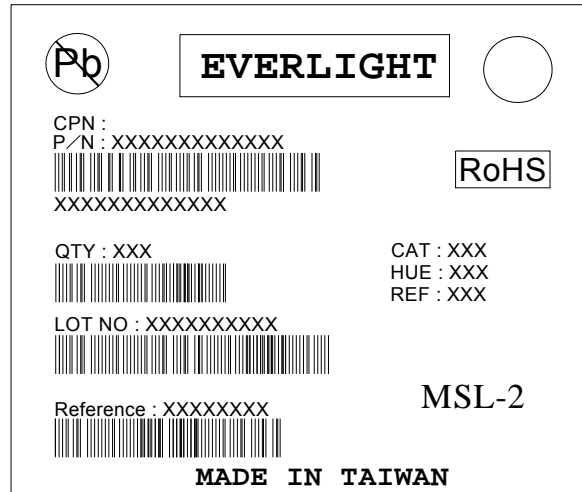 Pb
EVERLIGHT
CPN :
P/N : XXXXXXXXXXXXX
RoHS
XXXXXXXXXXXXX
QTY : XXX
CAT : XXX
HUE : XXX
REF : XXX
LOT NO : XXXXXXXXXX
MSL-2
Reference : XXXXXXXX
MADE IN TAIWAN